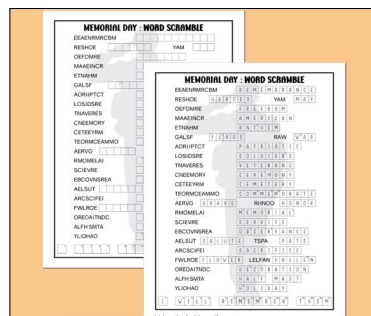 MEMORIAL DAY : WORD SCRAMBLE
EEAENRMRCBM
RESHOE YAM
OEFDMRE
MAAEINCR
ETNAHM
GALSF
AORIIPTCT
LOSIOSRE
TNAVERES
CNEEMORY
CETEEYRM
TEORMCEAMMO
AERVG
RMOMELAI
SCIEVRE
EBCOVNSREA
AELSUT
ARCSCIFEI
FWLROE
OREOAITNDC
ALFH SMTA
YLIDHAO
MEMORIAL DAY : WORD SCRAMBLE
EEAENRMRCBM REMEMBRANCE
RESHOE HEROES YAM MAY
OEFDMRE FREEDOM
MAAEINCR AMERICAN
ETNAHM ANTHEM
GALSF FLAGS RAW WAR
AORIIPTCT PATRIOTIC
LOSIOSRE SOLDIERS
TNAVERES VETERANS
CNEEMORY CEREMONY
CETEEYRM CEMETERY
TEORMCEAMMO COMMEMORATE
AERVG GRAVE RHNOO HONOR
RMOMELAI MEMORIAL
SCIEVRE SERVICE
EBCOVNSREA OBSERVANCE
AELSUT SALUTE TSPA TAPS
ARCSCIFEI SACRIFICE
FWLROE FLOWER LELFAN FALLEN
OREOAITNDC DECORATION
ALFH SMTA HALF MAST
YLIDHAO HOLIDAY
I WILL REMEMBER THEM